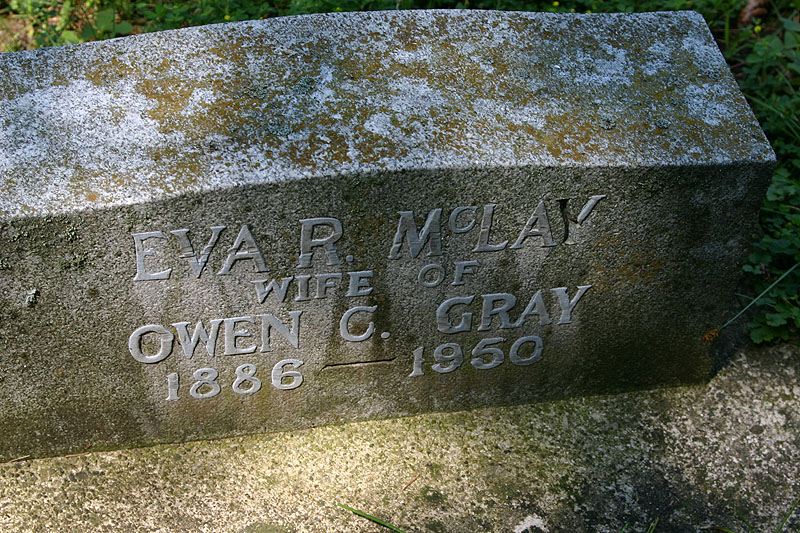 EVA R. McLAY
WIFE OF
OWEN C. GRAY
1886 — 1950